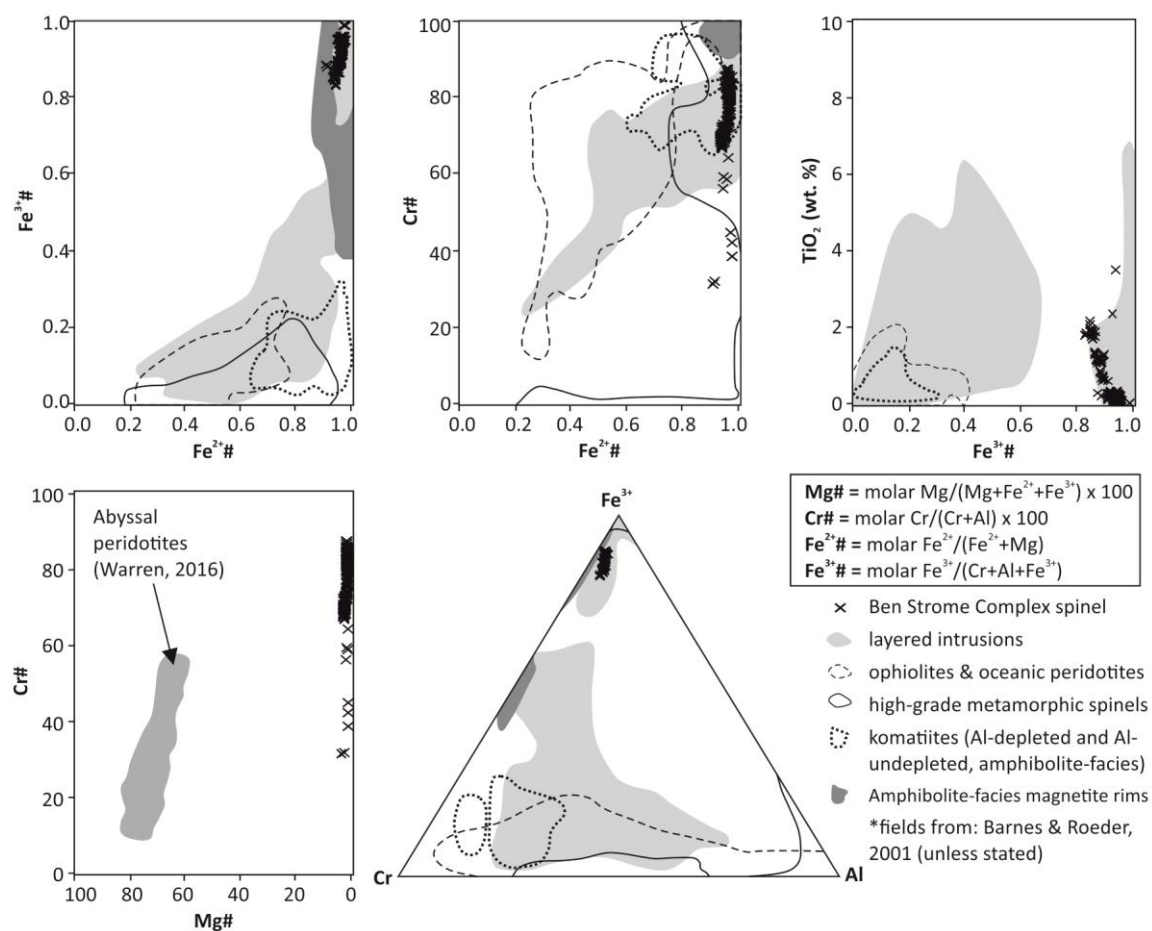 1.0
0.8
0.6
0.4
0.2
0.0
Fe³⁺#
0.0 0.2 0.4 0.6 0.8 1.0
Fe²⁺#
100
80
60
40
20
0
Cr#
0.0 0.2 0.4 0.6 0.8 1.0
Fe²⁺#
10
8
6
4
2
0
TiO₂ (wt. %)
0.0 0.2 0.4 0.6 0.8 1.0
Fe³⁺#
100
80
60
40
20
0
Cr#
Abyssal
peridotites
(Warren, 2016)
100 80 60 40 20 0
Mg#
Fe³⁺
Cr
Al
Mg# = molar Mg/(Mg+Fe²⁺+Fe³⁺) x 100
Cr# = molar Cr/(Cr+Al) x 100
Fe²⁺# = molar Fe²⁺/(Fe²⁺+Mg)
Fe³⁺# = molar Fe³⁺/(Cr+Al+Fe³⁺)
Ben Strome Complex spinel
layered intrusions
ophiolites & oceanic peridotites
high-grade metamorphic spinels
komatiites (Al-depleted and Al-
undepleted, amphibolite-facies)
Amphibolite-facies magnetite rims
*fields from: Barnes & Roeder,
2001 (unless stated)